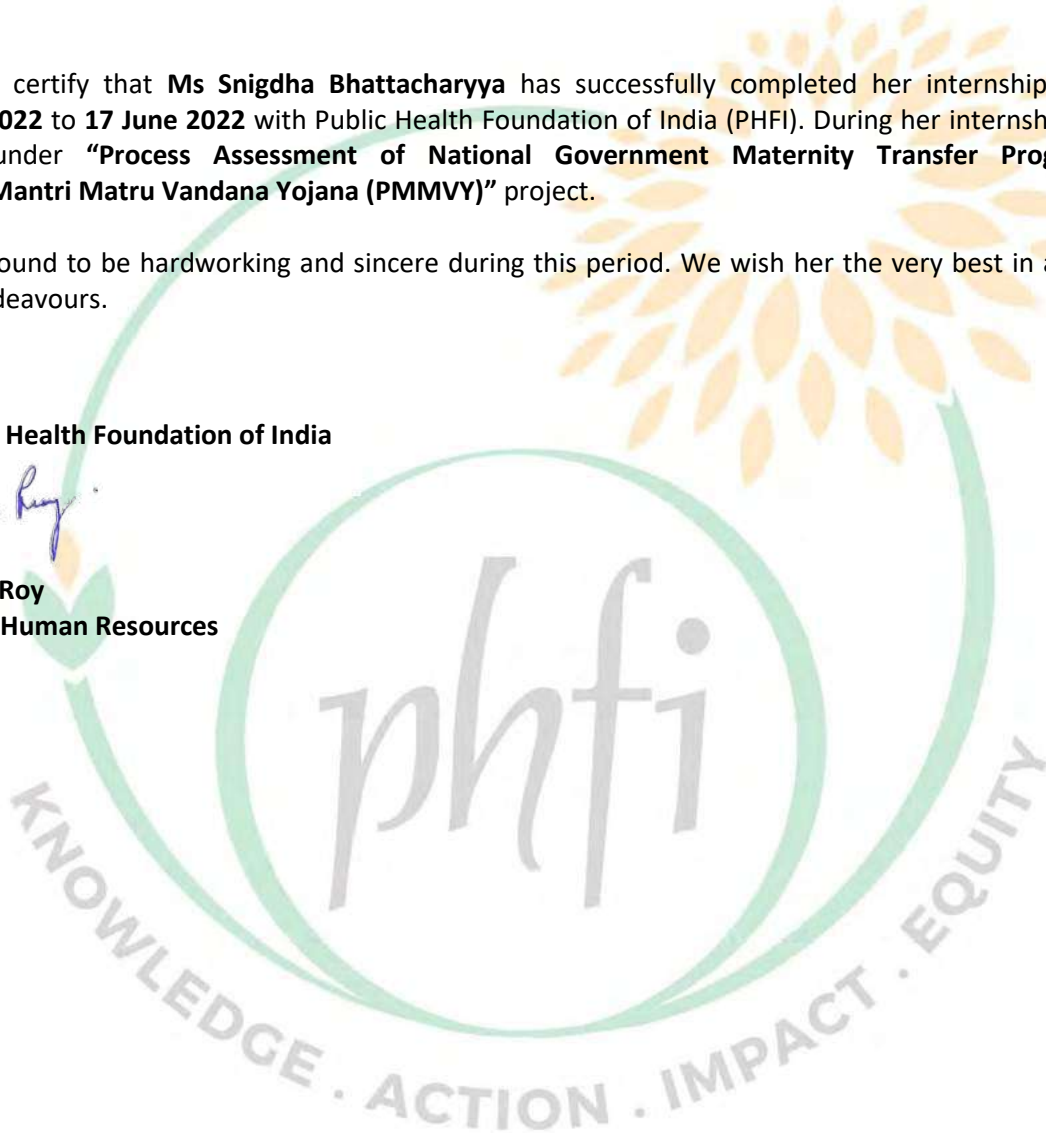 certify that Ms Snigdha Bhattacharyya has successfully completed her internship
022 to 17 June 2022 with Public Health Foundation of India (PHFI). During her internsh
under “Process Assessment of National Government Maternity Transfer Prog
Mantri Matru Vandana Yojana (PMMVY)” project.
ound to be hardworking and sincere during this period. We wish her the very best in a
deavours.
Health Foundation of India
Roy
Roy
Human Resources
phfi
KNOWLEDGE . ACTION . IMPACT . EQUITY